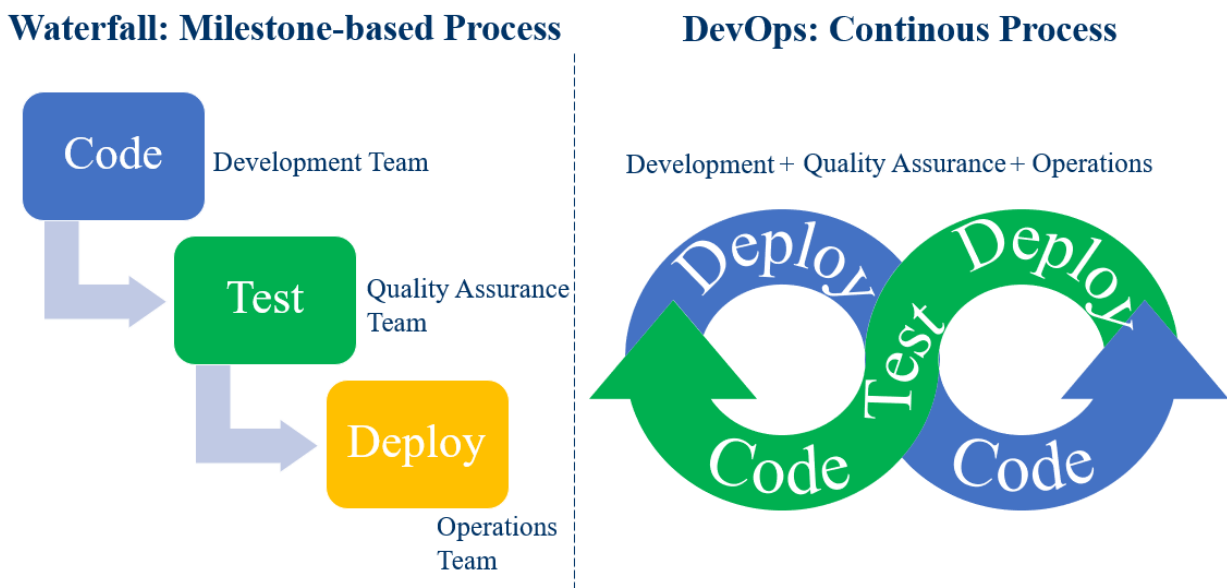 Waterfall: Milestone-based Process
Code
Development Team
Test
Quality Assurance
Team
Deploy
Operations
Team
DevOps: Continous Process
Development + Quality Assurance + Operations
Deploy
Deploy
Test
Code
Code